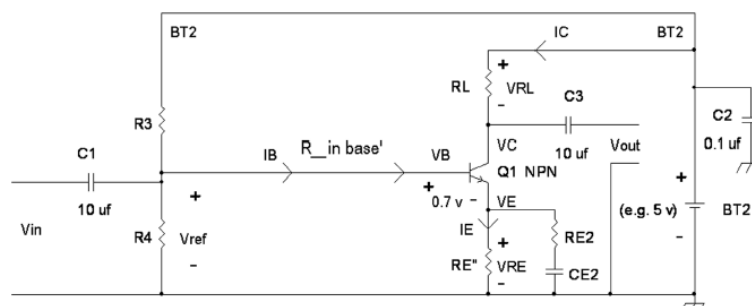 BT2
IC
BT2
+
RL
VRL
-
C3
C2
0.1 uf
R3
C1
10 uf
IB
R__in base'
VB
VC
10 uf
Vout
Q1 NPN
+
0.7 v -
VE
Vin
R4
+
Vref
-
IE
RE"
+
VRE
-
RE2
CE2
+
(e.g. 5 v)
-
BT2